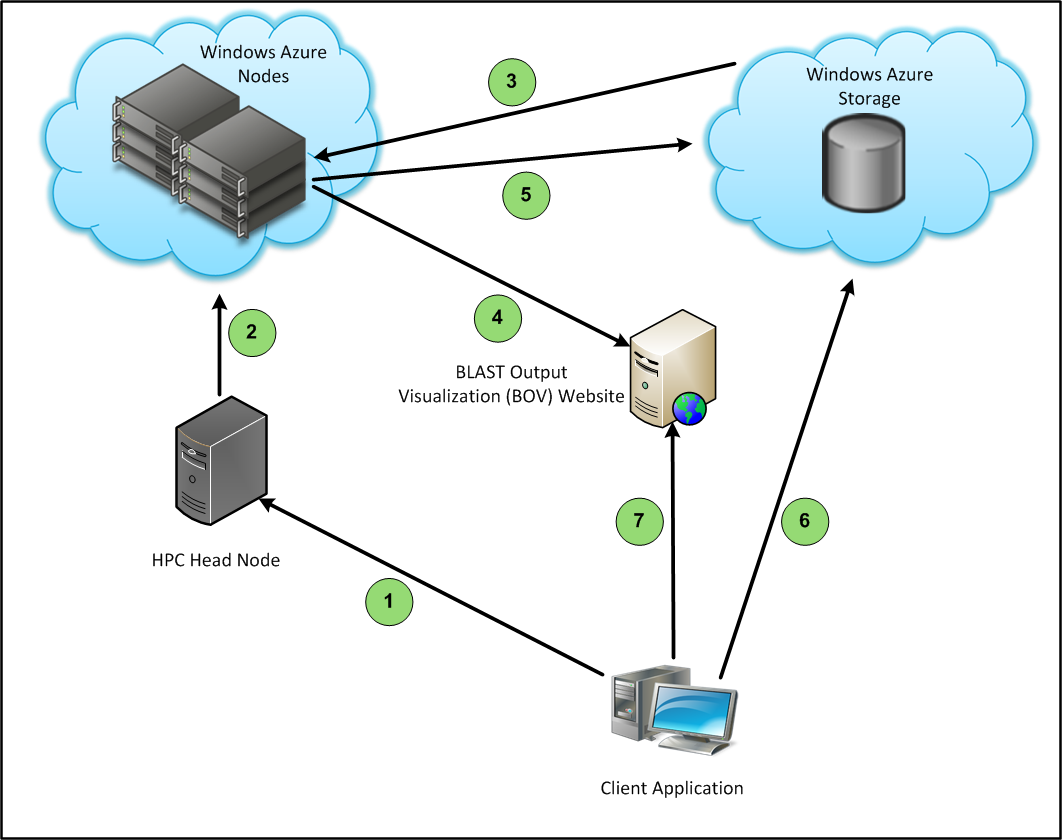 Windows Azure
Nodes
3
Windows Azure
Storage
5
4
2
BLAST Output
Visualization (BOV) Website
7
6
HPC Head Node
1
Client Application